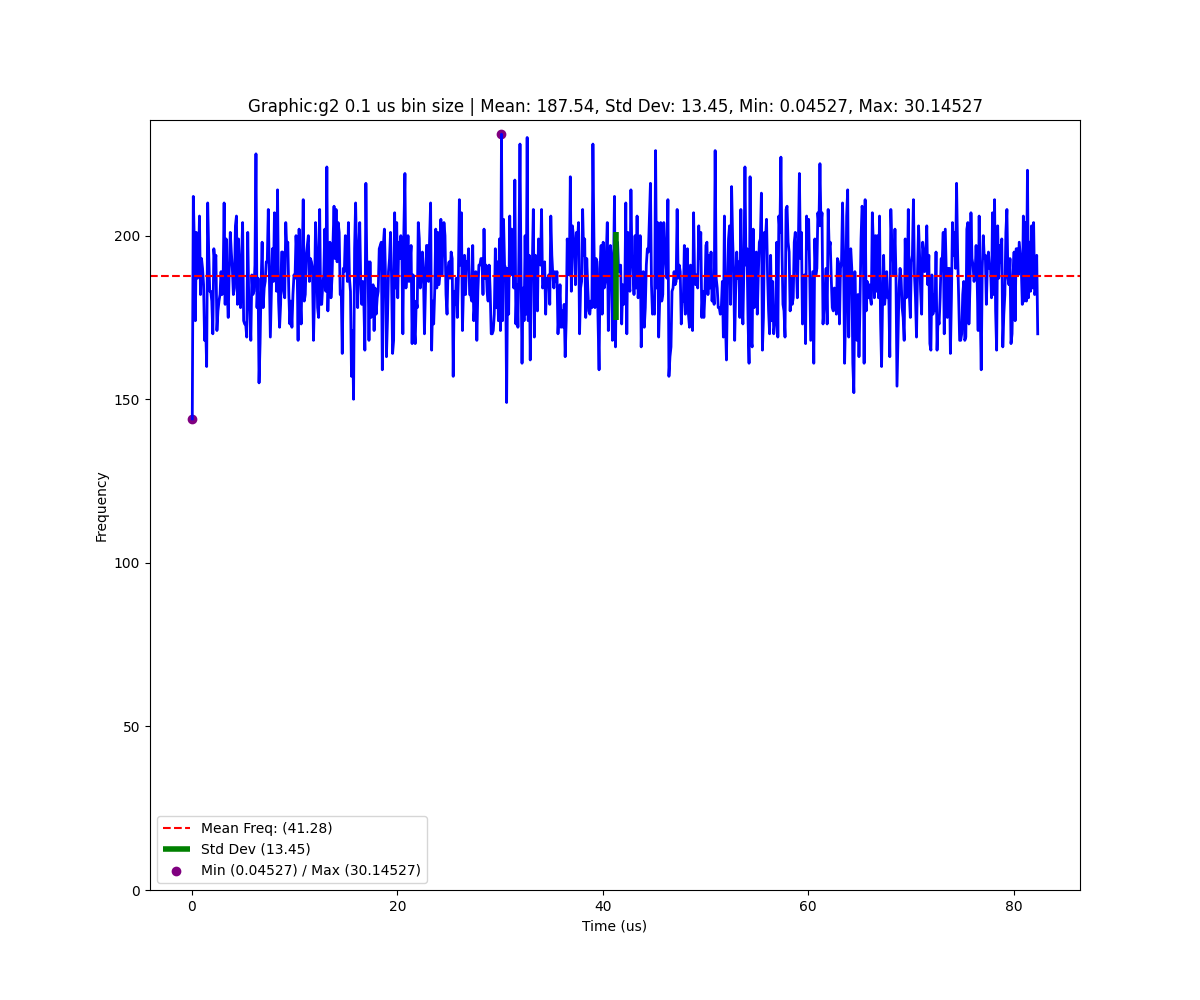 Graphic:g2 0.1 us bin size | Mean: 187.54, Std Dev: 13.45, Min: 0.04527, Max: 30.14527
200
150
100
50
0
Frequency
Mean Freq: (41.28)
Std Dev (13.45)
Min (0.04527) / Max (30.14527)
0 20 40 60 80
Time (us)